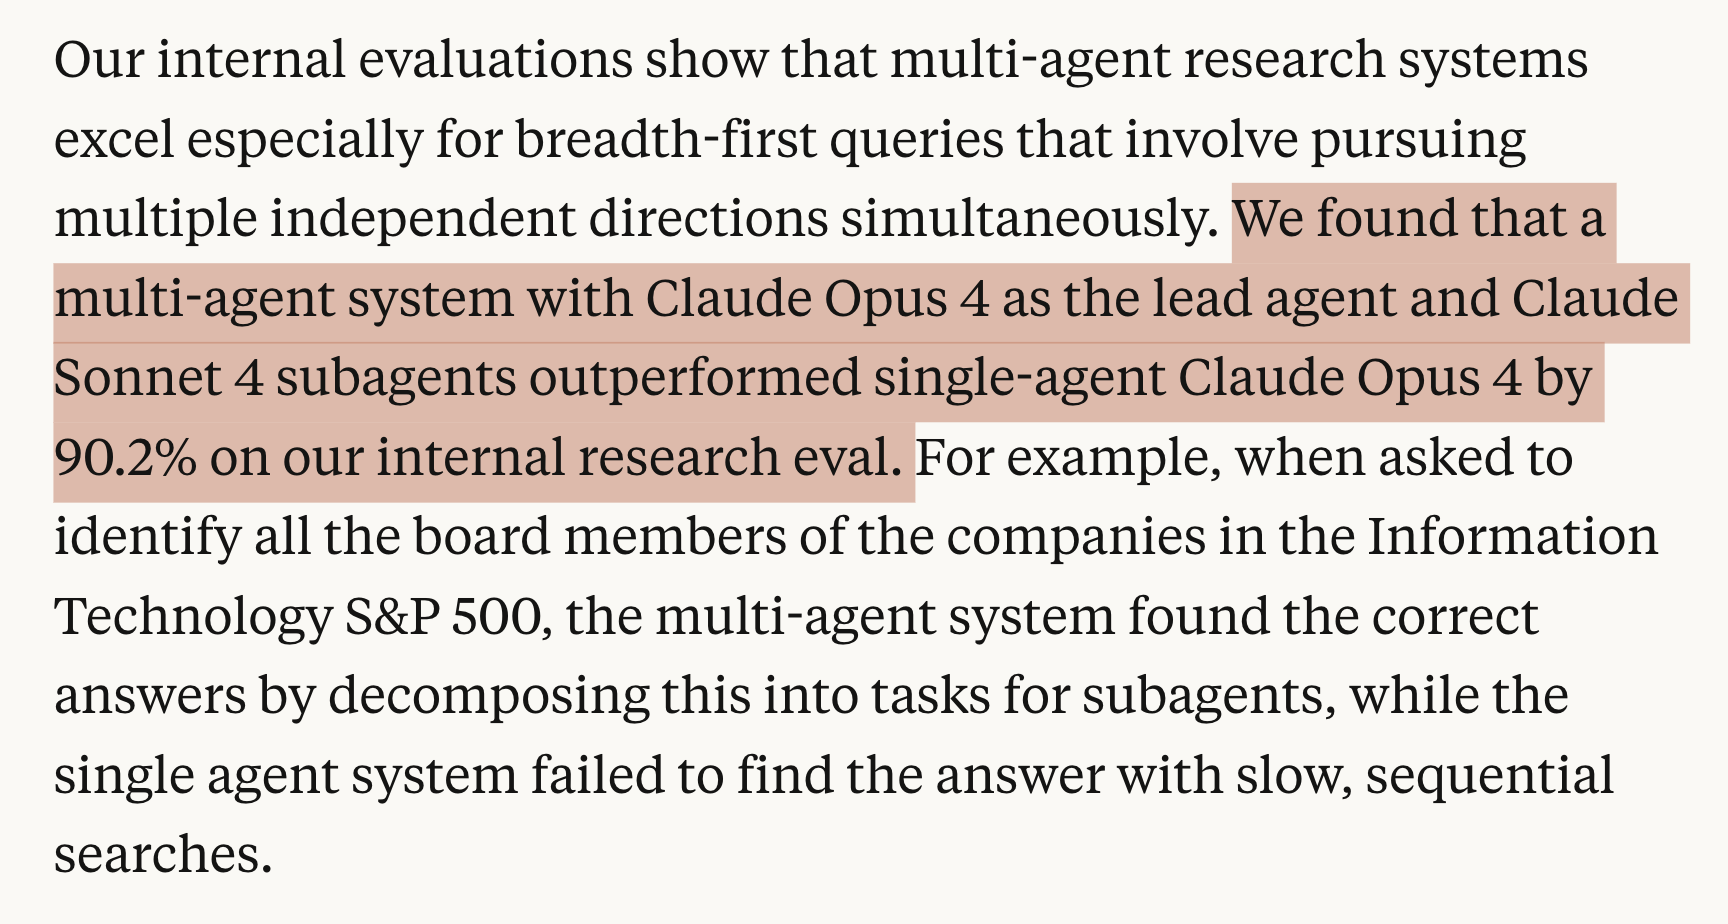 Our internal evaluations show that multi-agent research systems
excel especially for breadth-first queries that involve pursuing
multiple independent directions simultaneously. We found that a
multi-agent system with Claude Opus 4 as the lead agent and Claude
Sonnet 4 subagents outperformed single-agent Claude Opus 4 by
90.2% on our internal research eval. For example, when asked to
identify all the board members of the companies in the Information
Technology S&P 500, the multi-agent system found the correct
answers by decomposing this into tasks for subagents, while the
single agent system failed to find the answer with slow, sequential
searches.